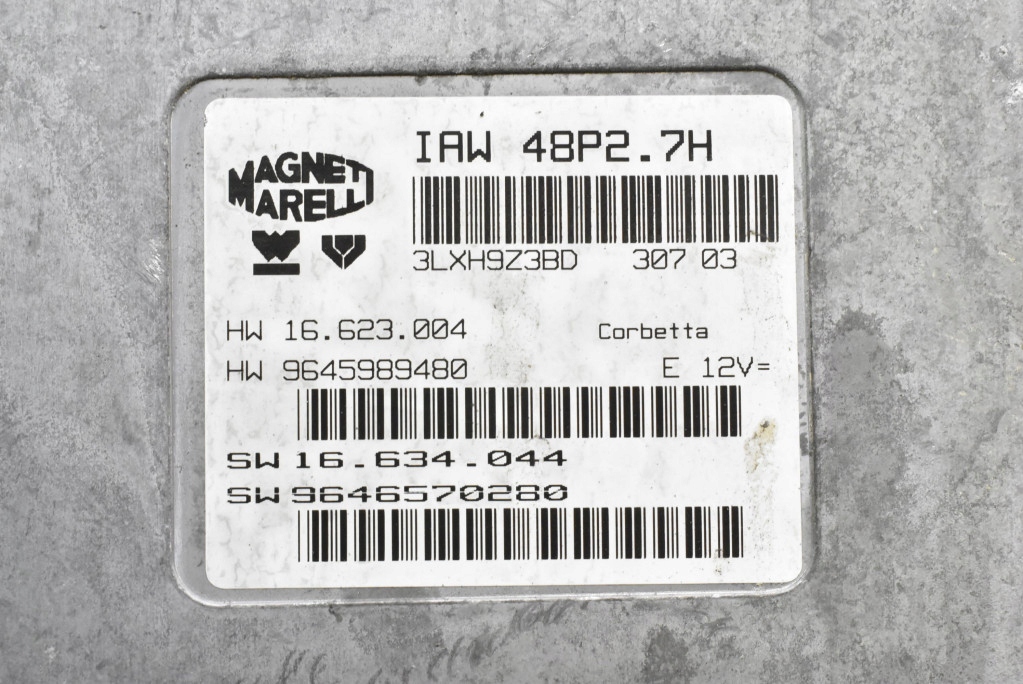 MAGNETI
MARELLI
IAW 48P2.7H
3LXH9Z3BD 307 03
HW 16.623.004 Corbetta
HW 9645989480 E 12V=
SW 16.634.044
SW 9646570280